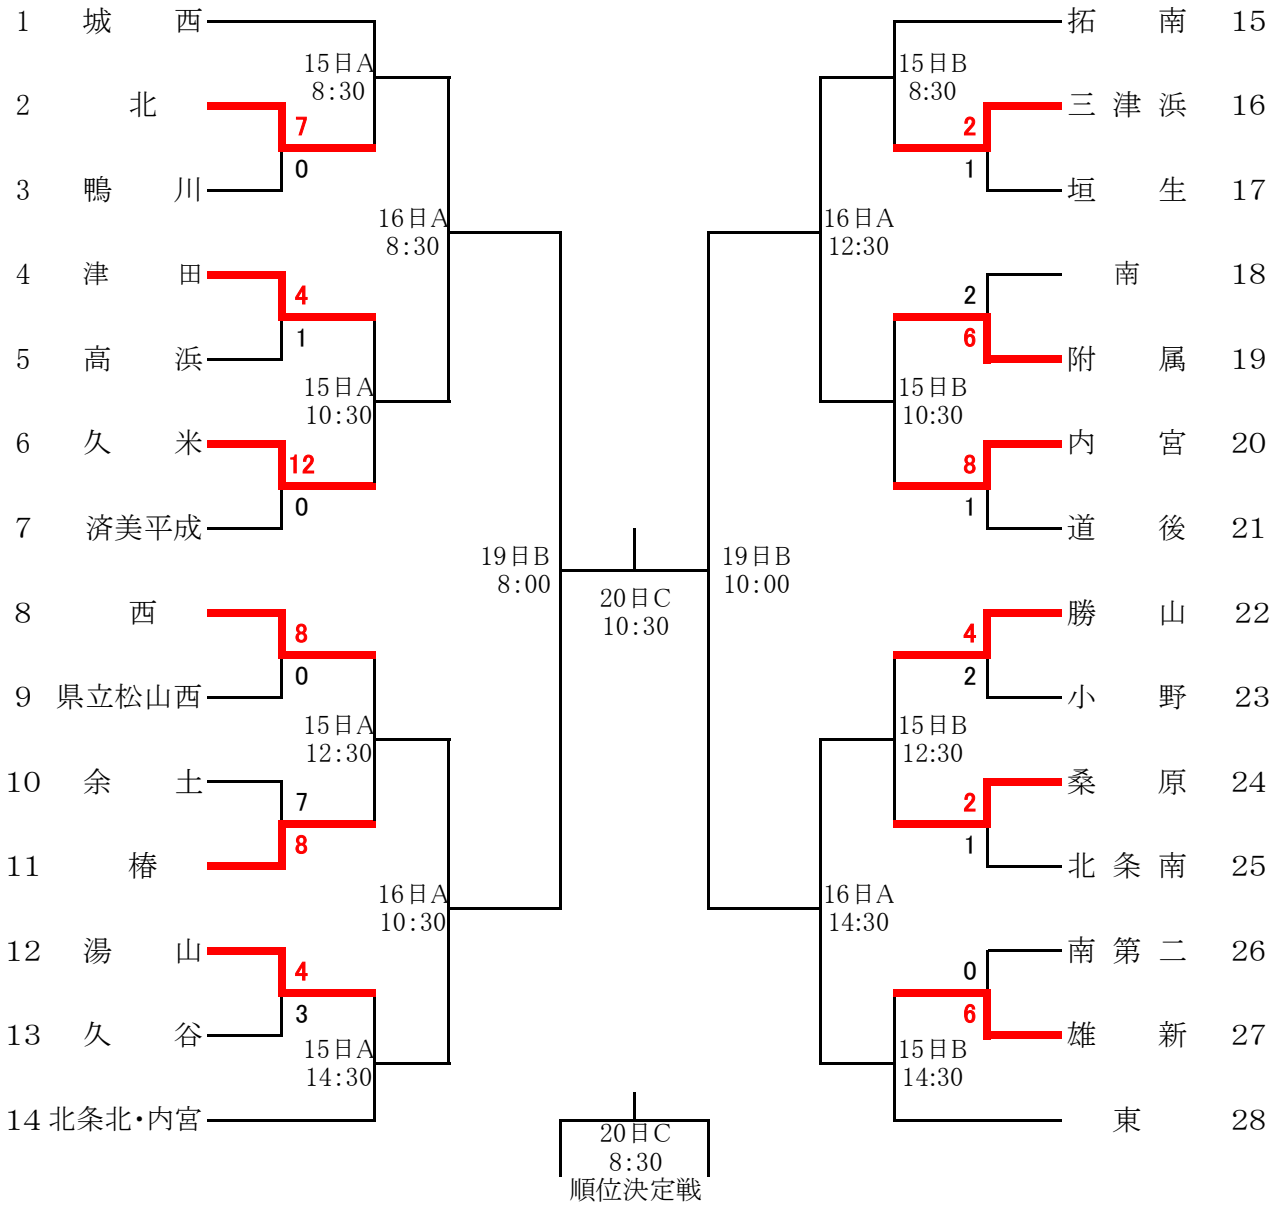 1 城西
15日A
8:30
2 北
7
0
3 鴨川
16日A
8:30
4 津田
4
1
5 高浜
15日A
10:30
6 久米
12
0
7 済美平成
19日B
8:00
8 西
8
0
9 県立松山西
15日A
12:30
10 余土
7
8
11 椿
16日A
10:30
12 湯山
4
3
13 久谷
15日A
14:30
14 北条北・内宮
20日C
10:30
20日C
8:30
順位決定戦
拓南 15
15日B
8:30
三津浜 16
2
1
垣生 17
16日A
12:30
南 18
2
6
附属 19
15日B
10:30
内宮 20
8
1
道後 21
19日B
10:00
勝山 22
4
2
小野 23
15日B
12:30
桑原 24
2
1
北条南 25
16日A
14:30
南第二 26
0
6
雄新 27
15日B
14:30
東 28